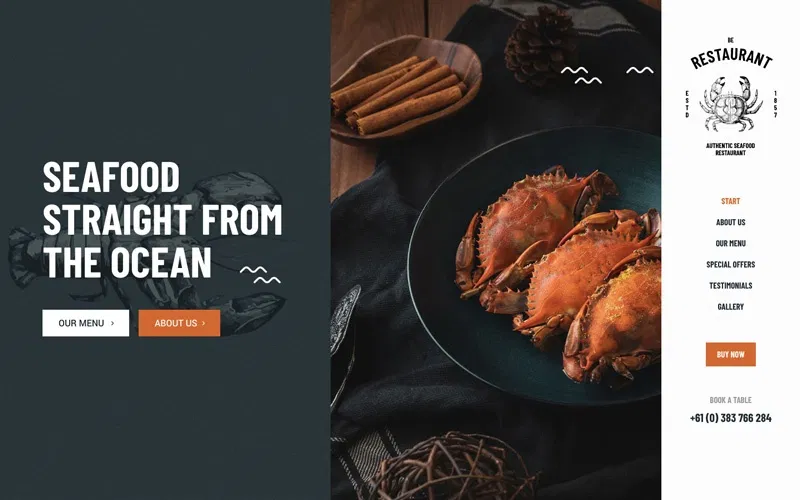 SEAFOOD
STRAIGHT FROM
THE OCEAN
OUR MENU
ABOUT US
BE
RESTAURANT
ESTD
1857
AUTHENTIC SEAFOOD
RESTAURANT
START
ABOUT US
OUR MENU
SPECIAL OFFERS
TESTIMONIALS
GALLERY
BUY NOW
BOOK A TABLE
+61 (0) 383 766 284